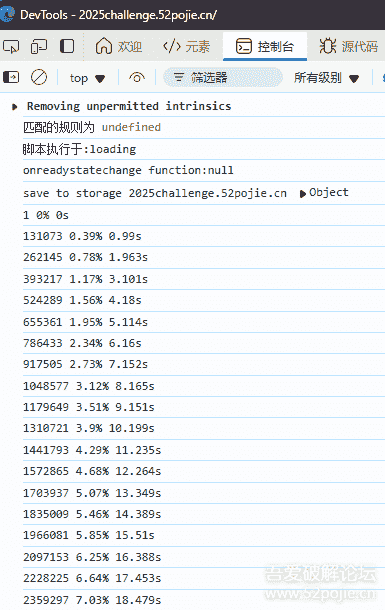 DevTools - 2025challenge.52pojie.cn/
欢迎 元素 控制台 源代码
top 筛选器 所有级别
Removing unpermitted intrinsics
匹配的规则为 undefined
脚本执行于:loading
onreadystatechange function:null
save to storage 2025challenge.52pojie.cn Object
1 0% 0s
131073 0.39% 0.99s
262145 0.78% 1.963s
393217 1.17% 3.101s
524289 1.56% 4.18s
655361 1.95% 5.114s
786433 2.34% 6.16s
917505 2.73% 7.152s
1048577 3.12% 8.165s
1179649 3.51% 9.151s
1310721 3.9% 10.199s
1441793 4.29% 11.235s
1572865 4.68% 12.264s
1703937 5.07% 13.349s
1835009 5.46% 14.389s
1966081 5.85% 15.51s
2097153 6.25% 16.388s
2228225 6.64% 17.453s
2359297 7.03% 18.479s
吾爱破解论坛
www.52pojie.cn